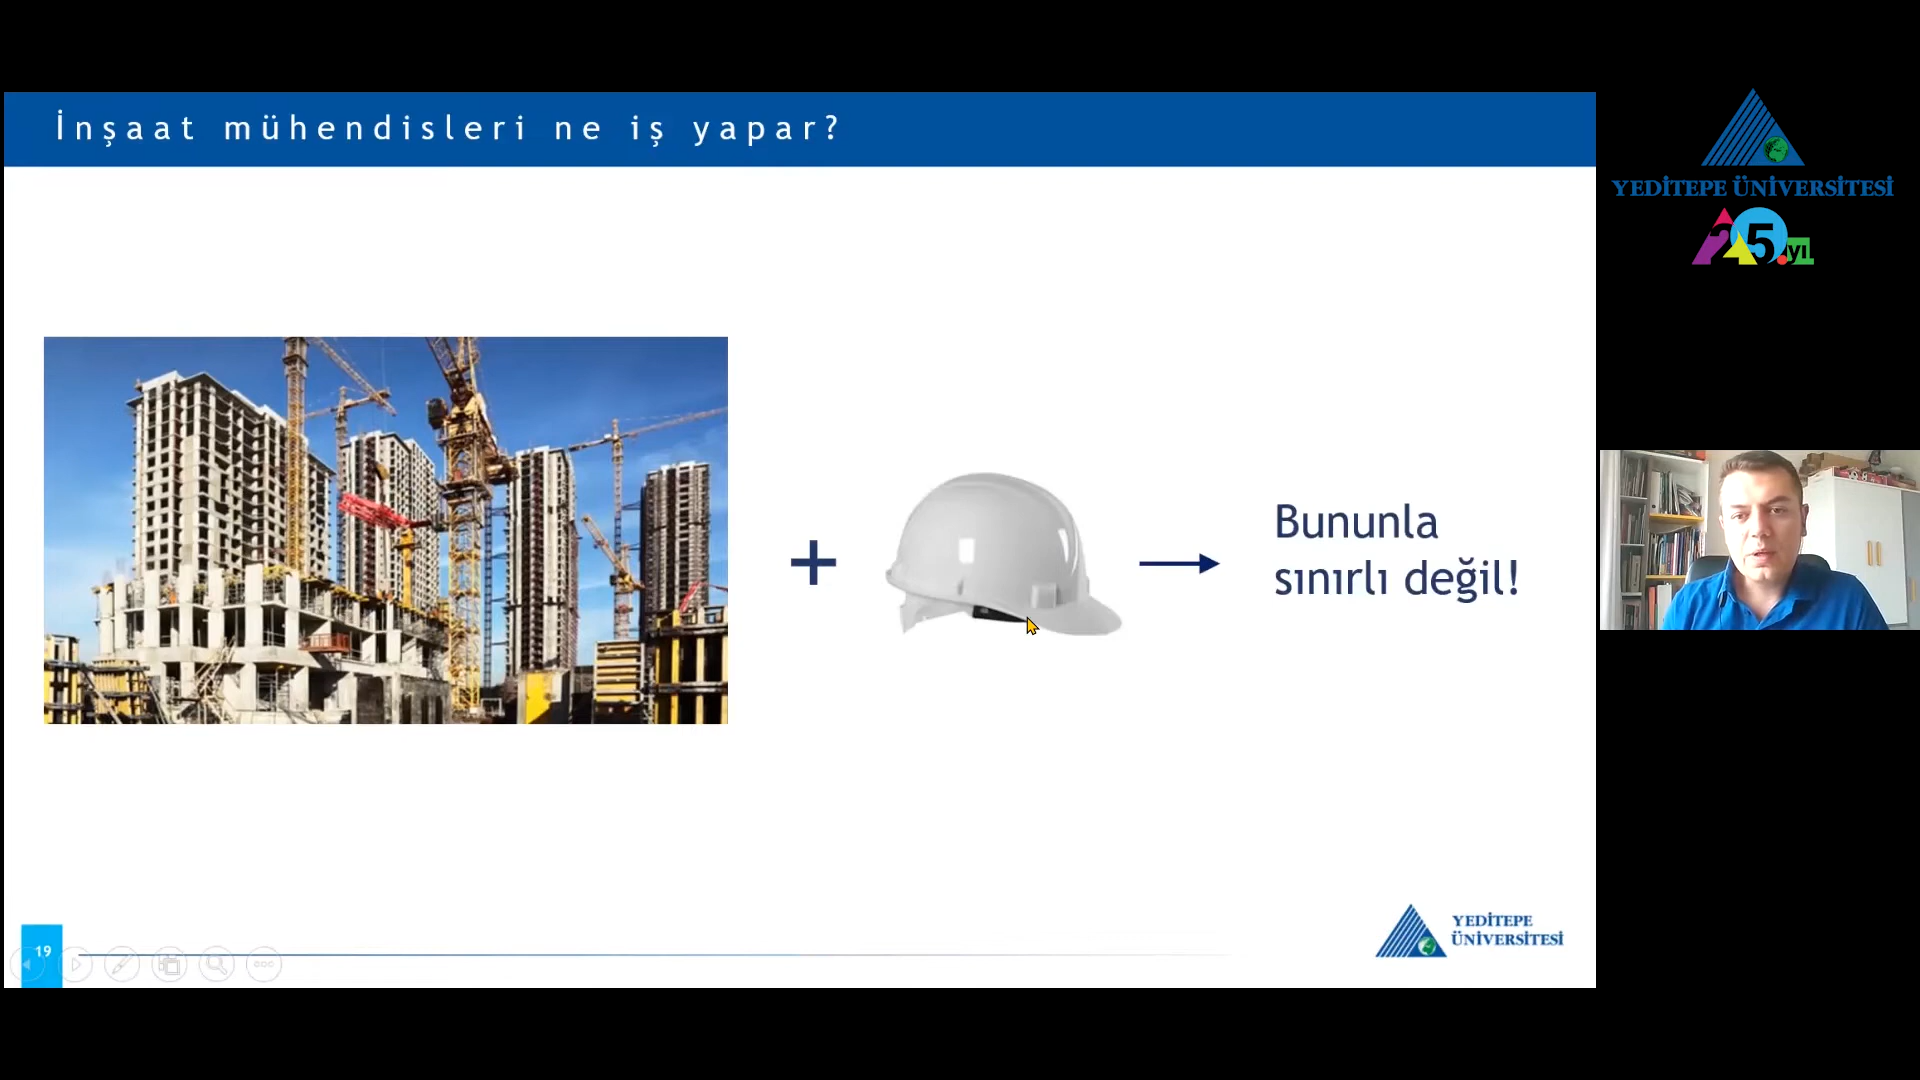 İnşaat mühendisleri ne iş yapar?
YEDİTEPE ÜNİVERSİTESİ
25.yıl
Bununla
sınırlı değil!
19
YEDİTEPE
ÜNİVERSİTESİ